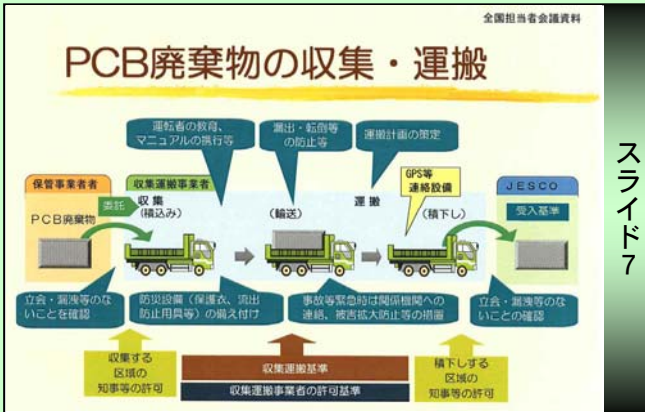 全国担当者会議資料
PCB廃棄物の収集・運搬
運転者の教育、
マニュアルの携行等
漏出・転倒等
の防止等
運搬計画の策定
保管事業者者
収集運搬事業者
GPS等
連絡設備
JESCO
委託
収集
(積込み)
(輸送)
運搬
(積下し)
受入基準
PCB廃棄物
立会・漏洩等のな
いことを確認
防災設備(保護衣、流出
防止用具等)の備え付け
事故等緊急時は関係機関への
連絡、被害拡大防止等の措置
立会・漏洩等のな
いことの確認
収集する
区域の
知事等の許可
収集運搬基準
収集運搬事業者の許可基準
積下しする
区域の
知事等の許可
スライド7